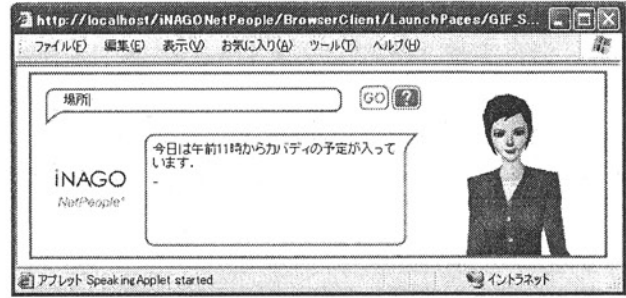 http://localhost/iNAGONetPeople/BrowserClient/LaunchPages/GIF_S...
ファイル(F) 編集(E) 表示(V) お気に入り(A) ツール(T) ヘルプ(H)
場所
GO ?
今日は午前11時からカバディの予定が入って
います.
-
iNAGO
NetPeople
アプレット SpeakingApplet started
イントラネット